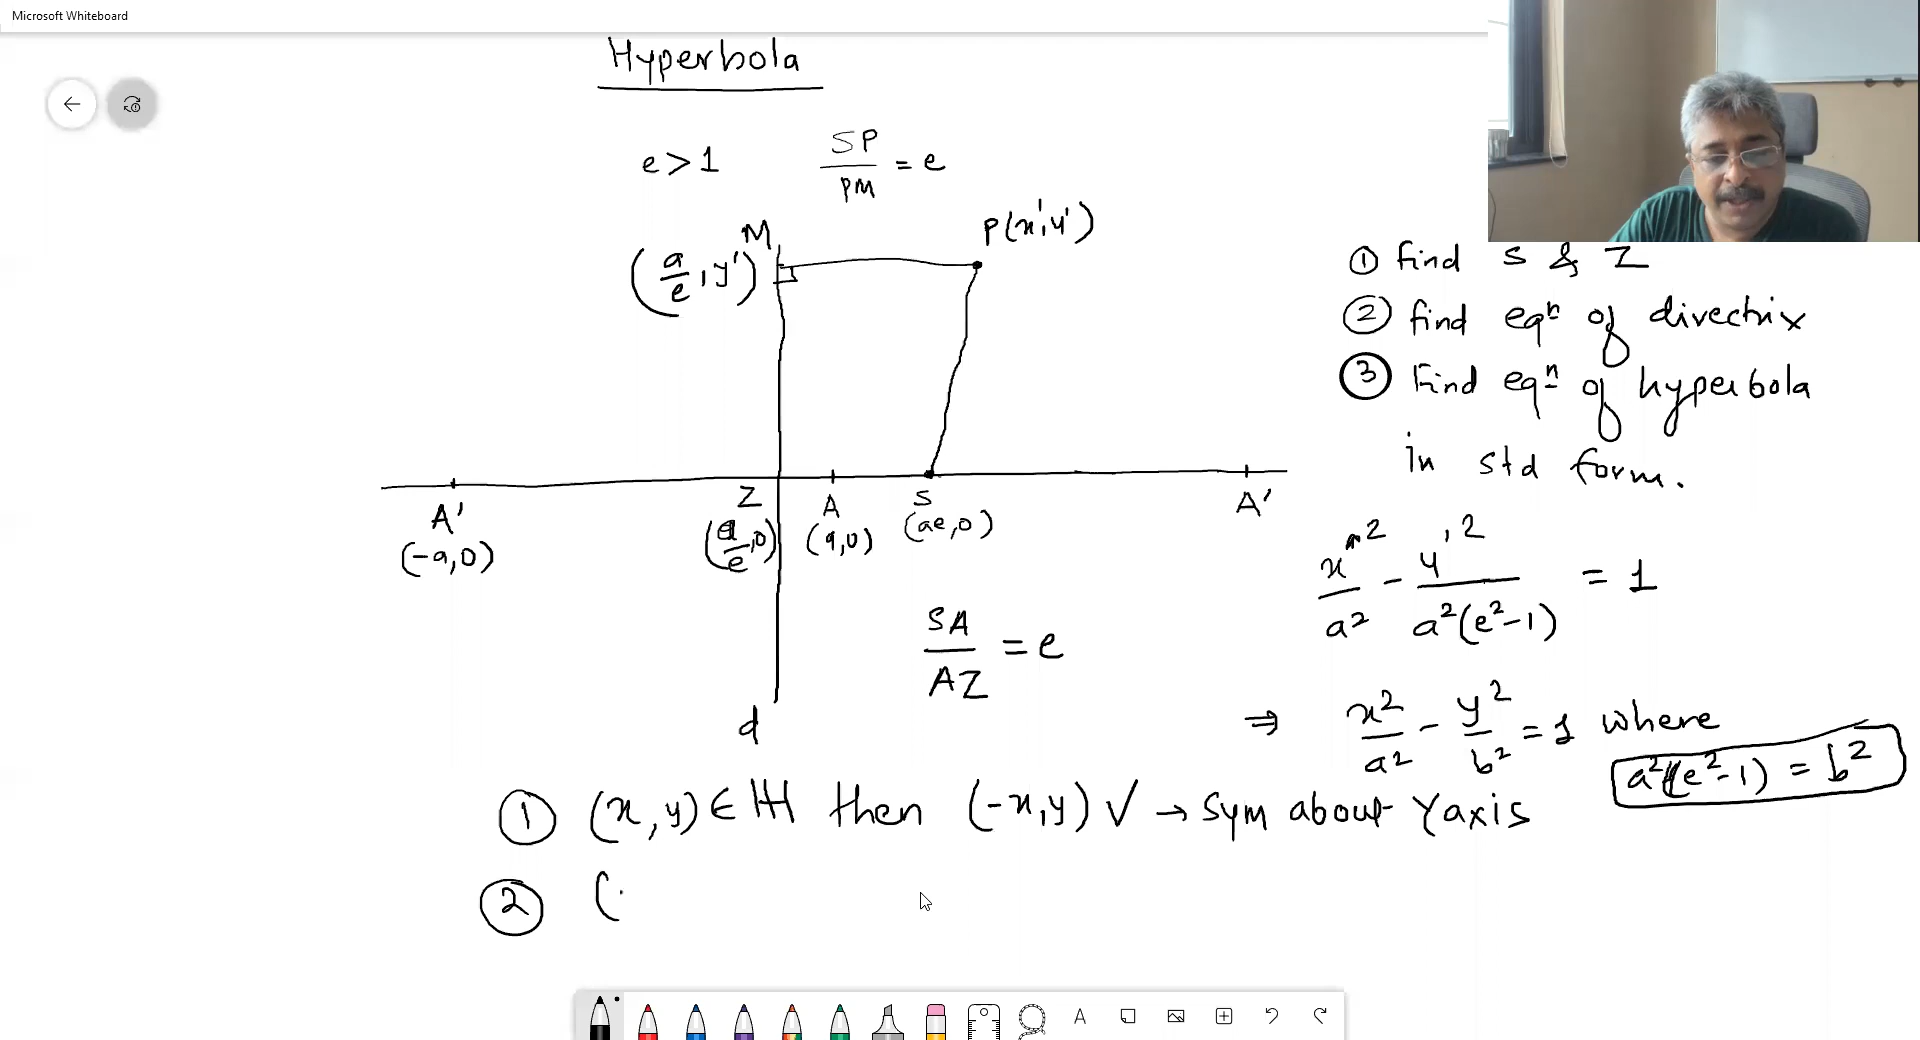 Microsoft Whiteboard
Hyperbola
e > 1
SP/PM = e
M
P(x',y')
(a/e, y')
① find S & Z
② find eqⁿ of directrix
③ Find eqⁿ of hyperbola
in std form.
Z A S A'
A' (a/e,0) (a,0) (ae,0)
(-a,0)
x'²/a² - y'²/a²(e²-1) = 1
SA/AZ = e
d
⇒ x²/a² - y²/b² = 1 where
a²(e²-1) = b²
① (x,y) ∈ H then (-x,y) ✓ → Sym about Y axis
② (
A